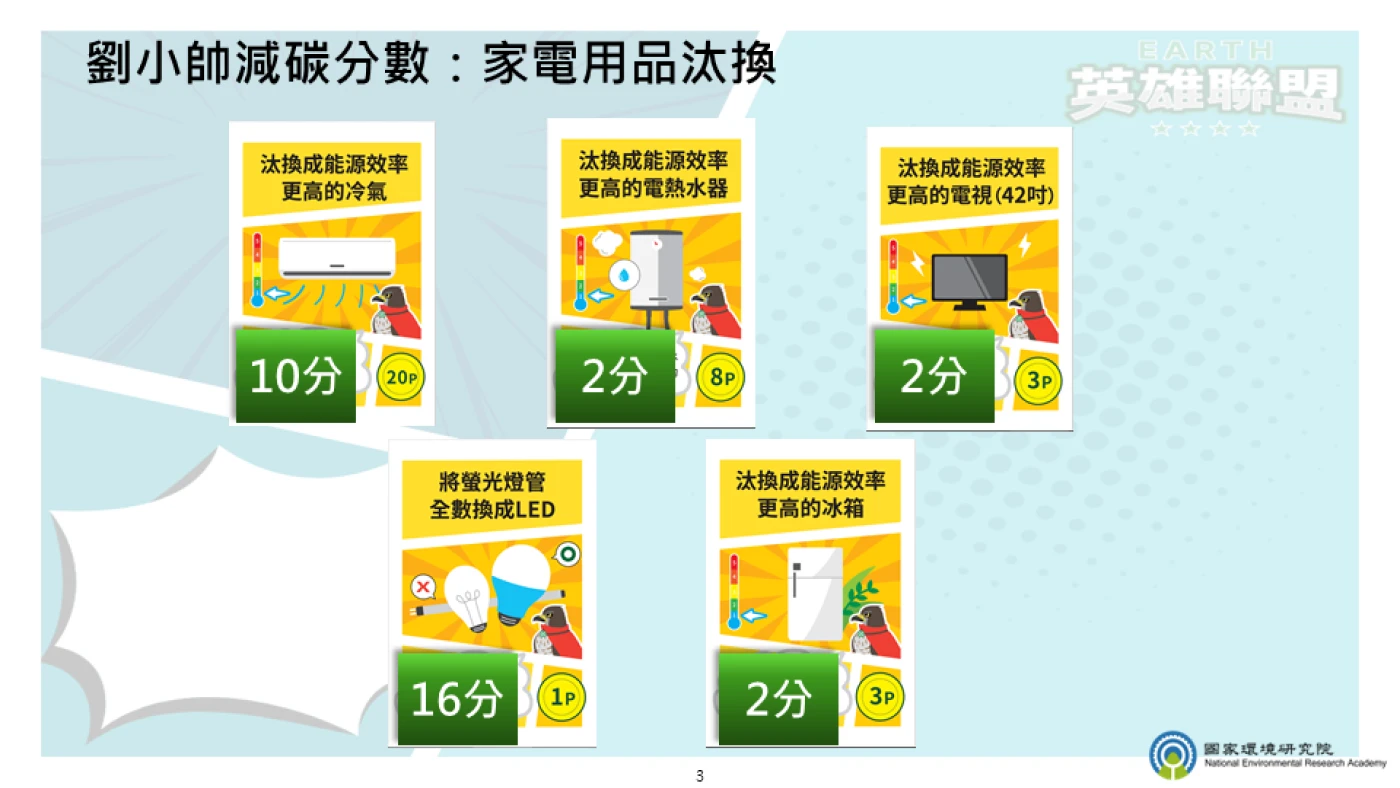 劉小帥減碳分數：家電用品汰換
EARTH
英雄聯盟
汰換成能源效率
更高的冷氣
10分
20P
汰換成能源效率
更高的電熱水器
2分
8P
汰換成能源效率
更高的電視(42吋)
2分
3P
將螢光燈管
全數換成LED
16分
1P
汰換成能源效率
更高的冰箱
2分
3P
國家環境研究院
National Environmental Research Academy
3